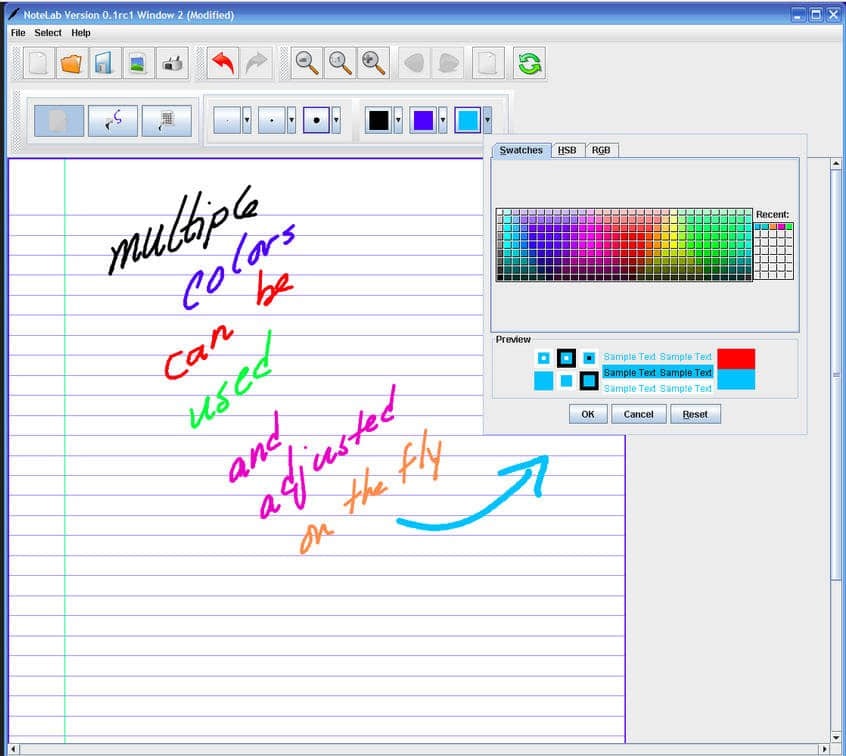 NoteLab Version 0.1rc1 Window 2 (Modified)
File Select Help
Swatches HSB RGB
Recent:
multiple
colors
can be
used
and
adjusted
on the fly
Preview
Sample Text Sample Text
Sample Text Sample Text
Sample Text Sample Text
OK Cancel Reset